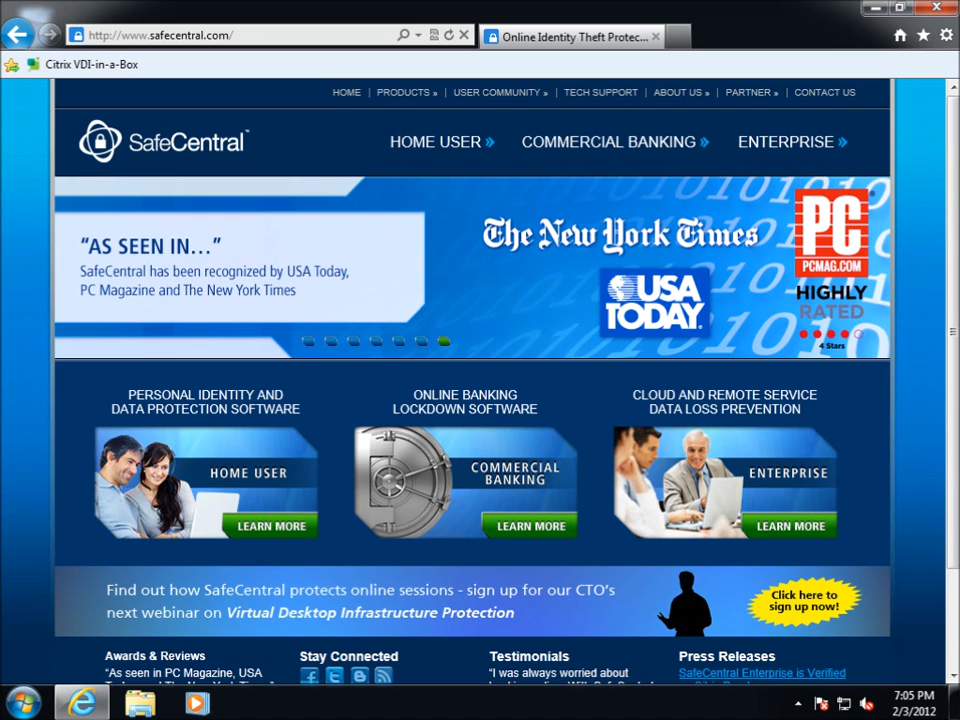 http://www.safecentral.com/
Online Identity Theft Protec...
Citrix VDI-in-a-Box
HOME | PRODUCTS » | USER COMMUNITY » | TECH SUPPORT | ABOUT US » | PARTNER » | CONTACT US
SafeCentral™
HOME USER » COMMERCIAL BANKING » ENTERPRISE »
“AS SEEN IN...”
SafeCentral has been recognized by USA Today,
PC Magazine and The New York Times
The New York Times
USA
TODAY.
PC
PCMAG.COM
HIGHLY
RATED
4 Stars
PERSONAL IDENTITY AND
DATA PROTECTION SOFTWARE
HOME USER
LEARN MORE
ONLINE BANKING
LOCKDOWN SOFTWARE
COMMERCIAL
BANKING
LEARN MORE
CLOUD AND REMOTE SERVICE
DATA LOSS PREVENTION
ENTERPRISE
LEARN MORE
Find out how SafeCentral protects online sessions - sign up for our CTO's
next webinar on Virtual Desktop Infrastructure Protection
Click here to
sign up now!
Awards & Reviews
“As seen in PC Magazine, USA
Stay Connected
Testimonials
“I was always worried about
Press Releases
SafeCentral Enterprise is Verified
7:05 PM
2/3/2012